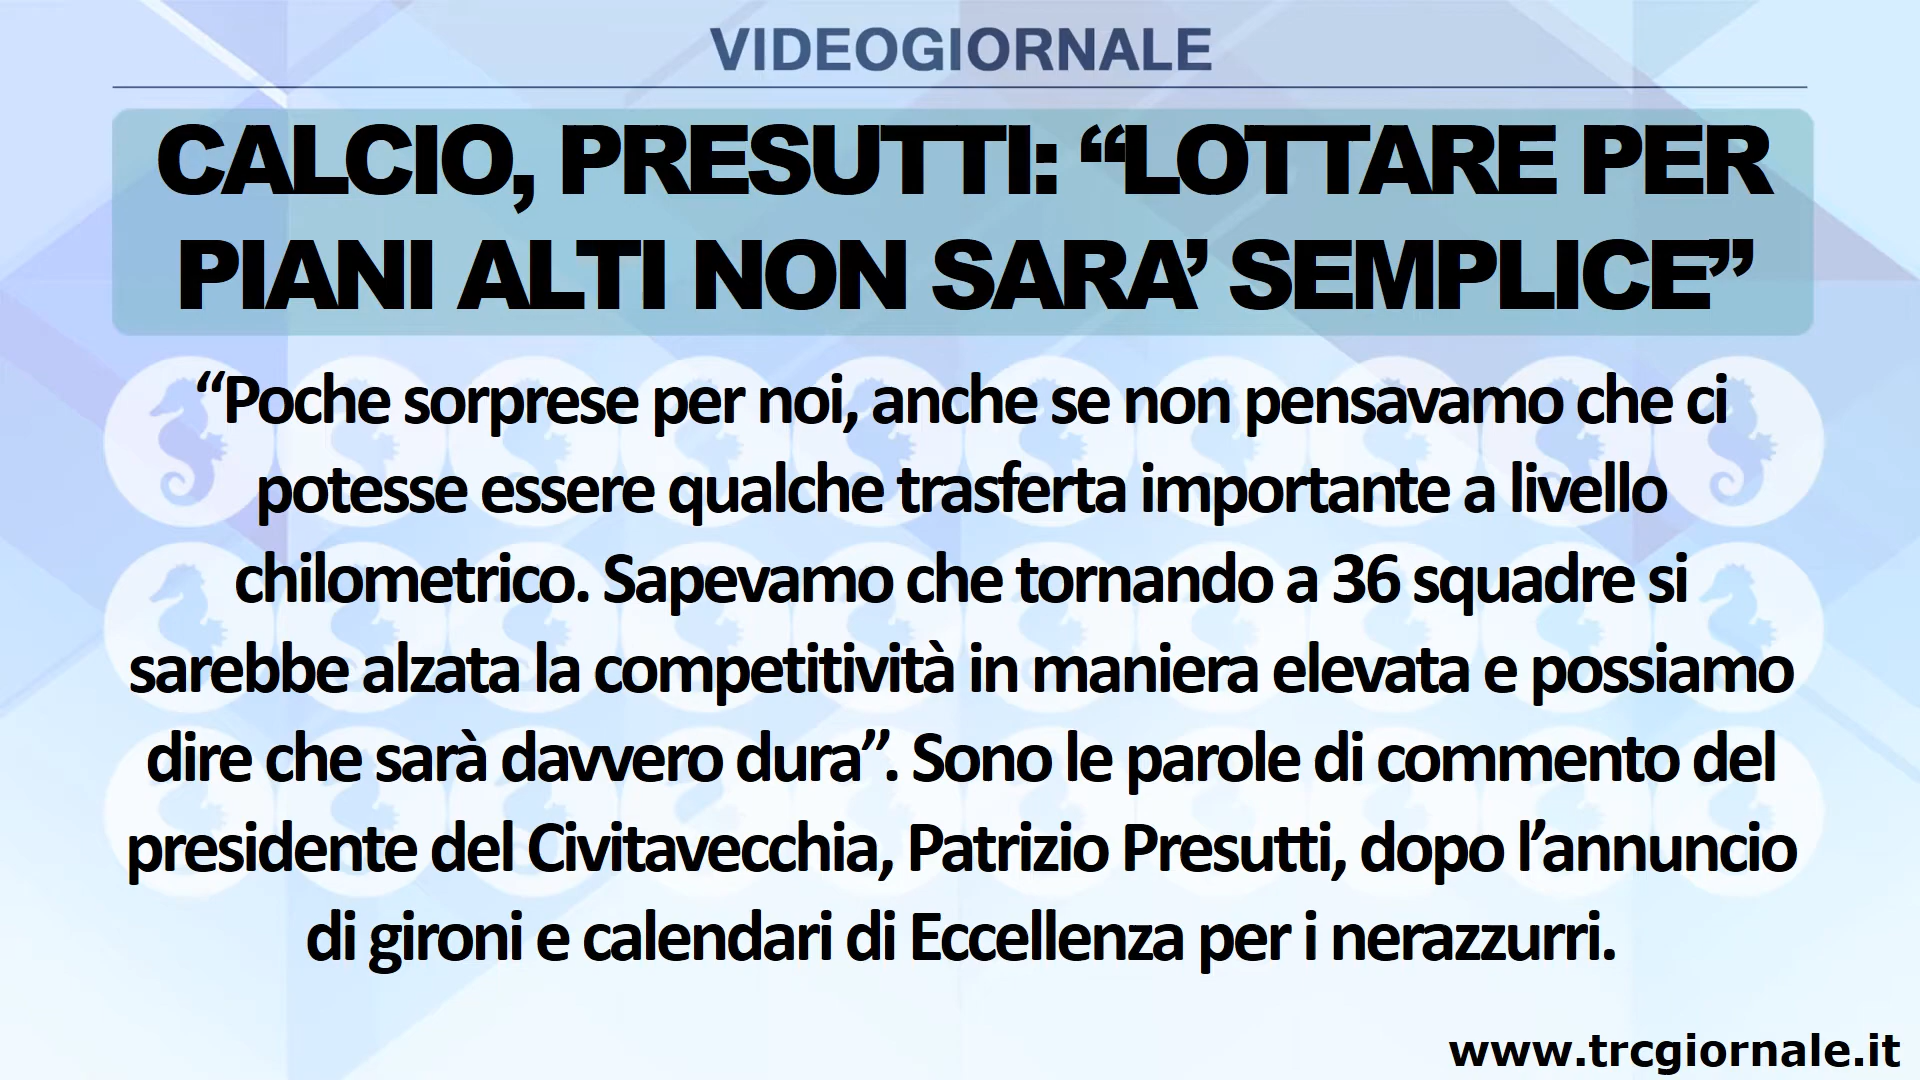 VIDEOGIORNALE
CALCIO, PRESUTTI: “LOTTARE PER
PIANI ALTI NON SARA’ SEMPLICE”
“Poche sorprese per noi, anche se non pensavamo che ci
potesse essere qualche trasferta importante a livello
chilometrico. Sapevamo che tornando a 36 squadre si
sarebbe alzata la competitività in maniera elevata e possiamo
dire che sarà davvero dura”. Sono le parole di commento del
presidente del Civitavecchia, Patrizio Presutti, dopo l’annuncio
di gironi e calendari di Eccellenza per i nerazzurri.
www.trcgiornale.it